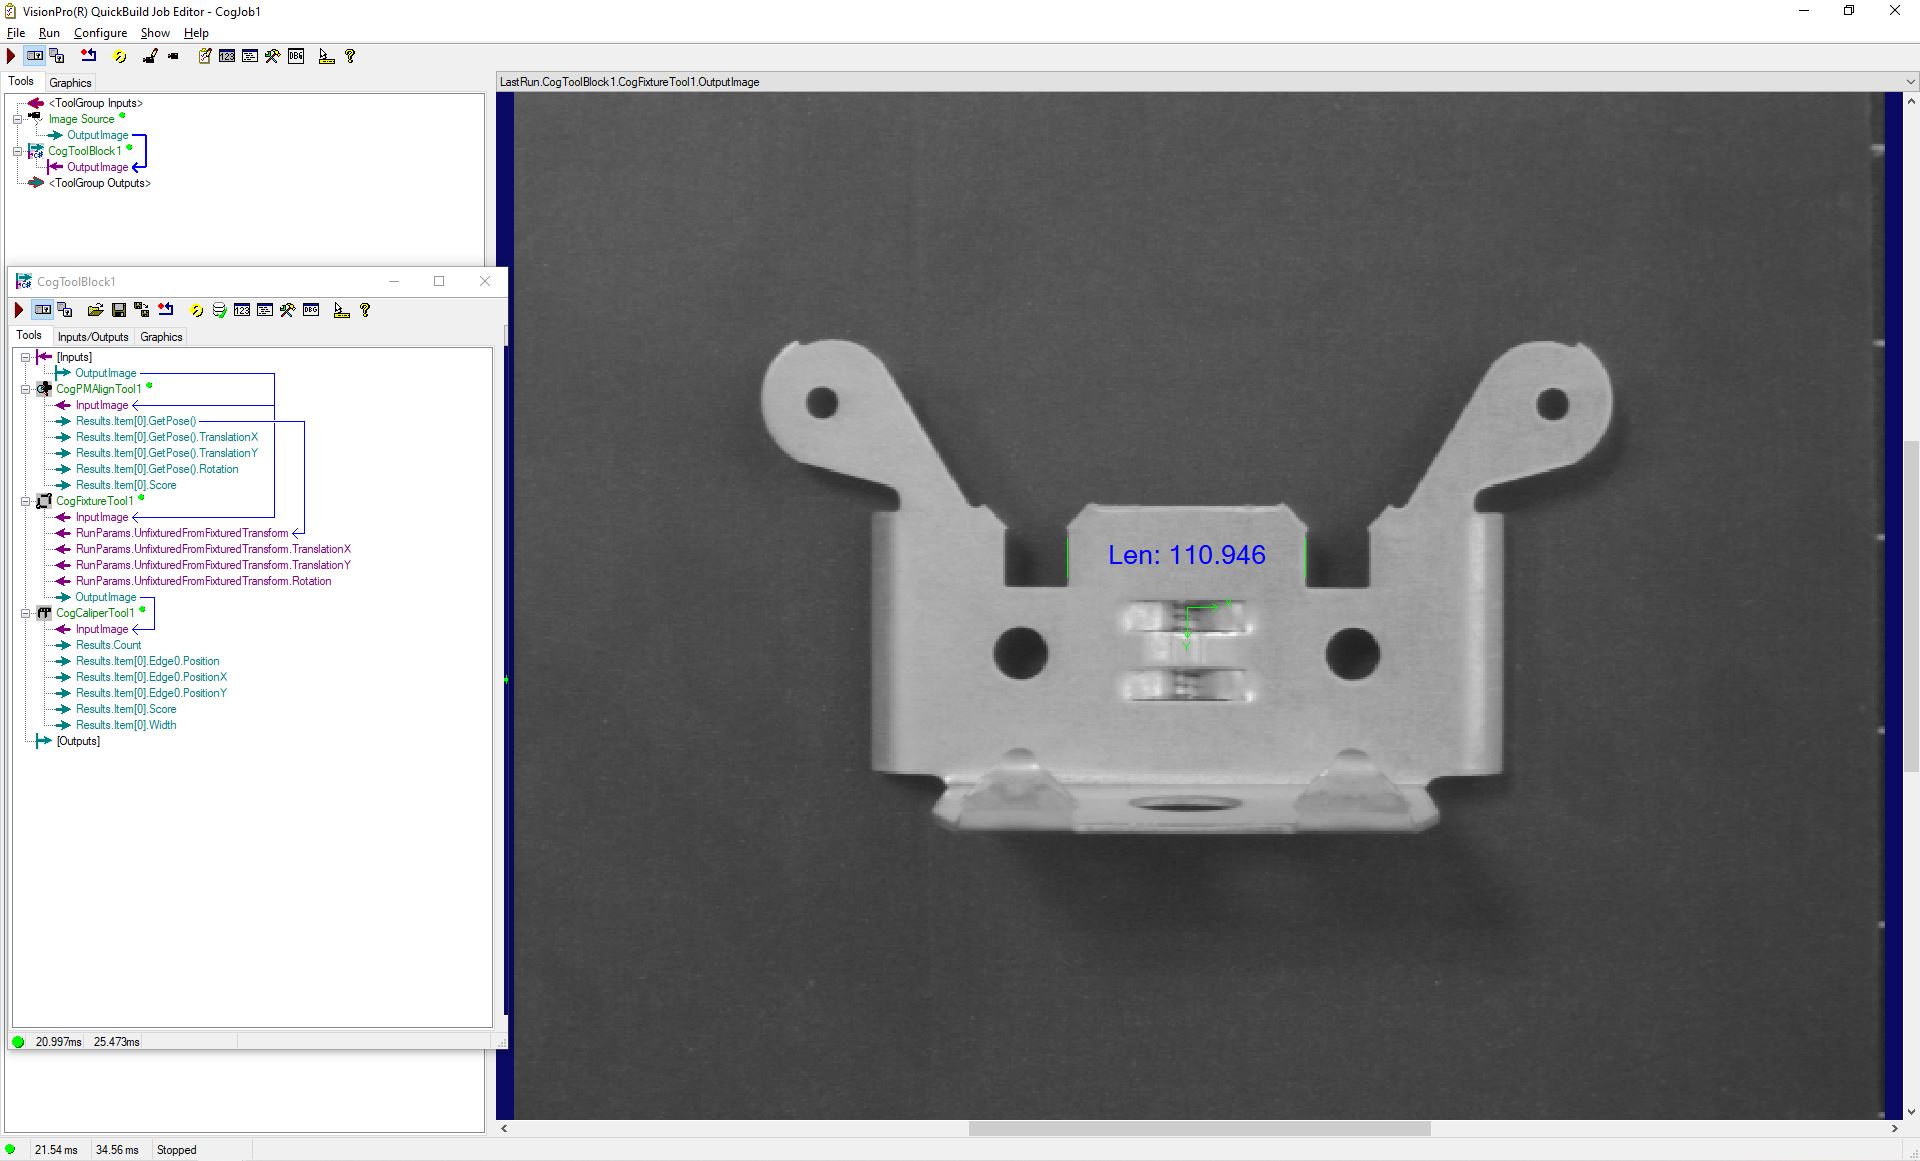 VisionPro(R) QuickBuild Job Editor - CogJob1
File Run Configure Show Help
123 DBG ?
Tools Graphics
<ToolGroup Inputs>
Image Source
OutputImage
CogToolBlock1
OutputImage
<ToolGroup Outputs>
LastRun.CogToolBlock1.CogFixtureTool1.OutputImage
CogToolBlock1
123 DBG ?
Tools Inputs/Outputs Graphics
[Inputs]
OutputImage
CogPMAlignTool1
InputImage
Results.Item[0].GetPose()
Results.Item[0].GetPose().TranslationX
Results.Item[0].GetPose().TranslationY
Results.Item[0].GetPose().Rotation
Results.Item[0].Score
CogFixtureTool1
InputImage
RunParams.UnfixturedFromFixturedTransform
RunParams.UnfixturedFromFixturedTransform.TranslationX
RunParams.UnfixturedFromFixturedTransform.TranslationY
RunParams.UnfixturedFromFixturedTransform.Rotation
OutputImage
CogCaliperTool1
InputImage
Results.Count
Results.Item[0].Edge0.Position
Results.Item[0].Edge0.PositionX
Results.Item[0].Edge0.PositionY
Results.Item[0].Score
Results.Item[0].Width
[Outputs]
20.997ms 25.473ms
Len: 110.946
X
Y
21.54 ms 34.56 ms Stopped